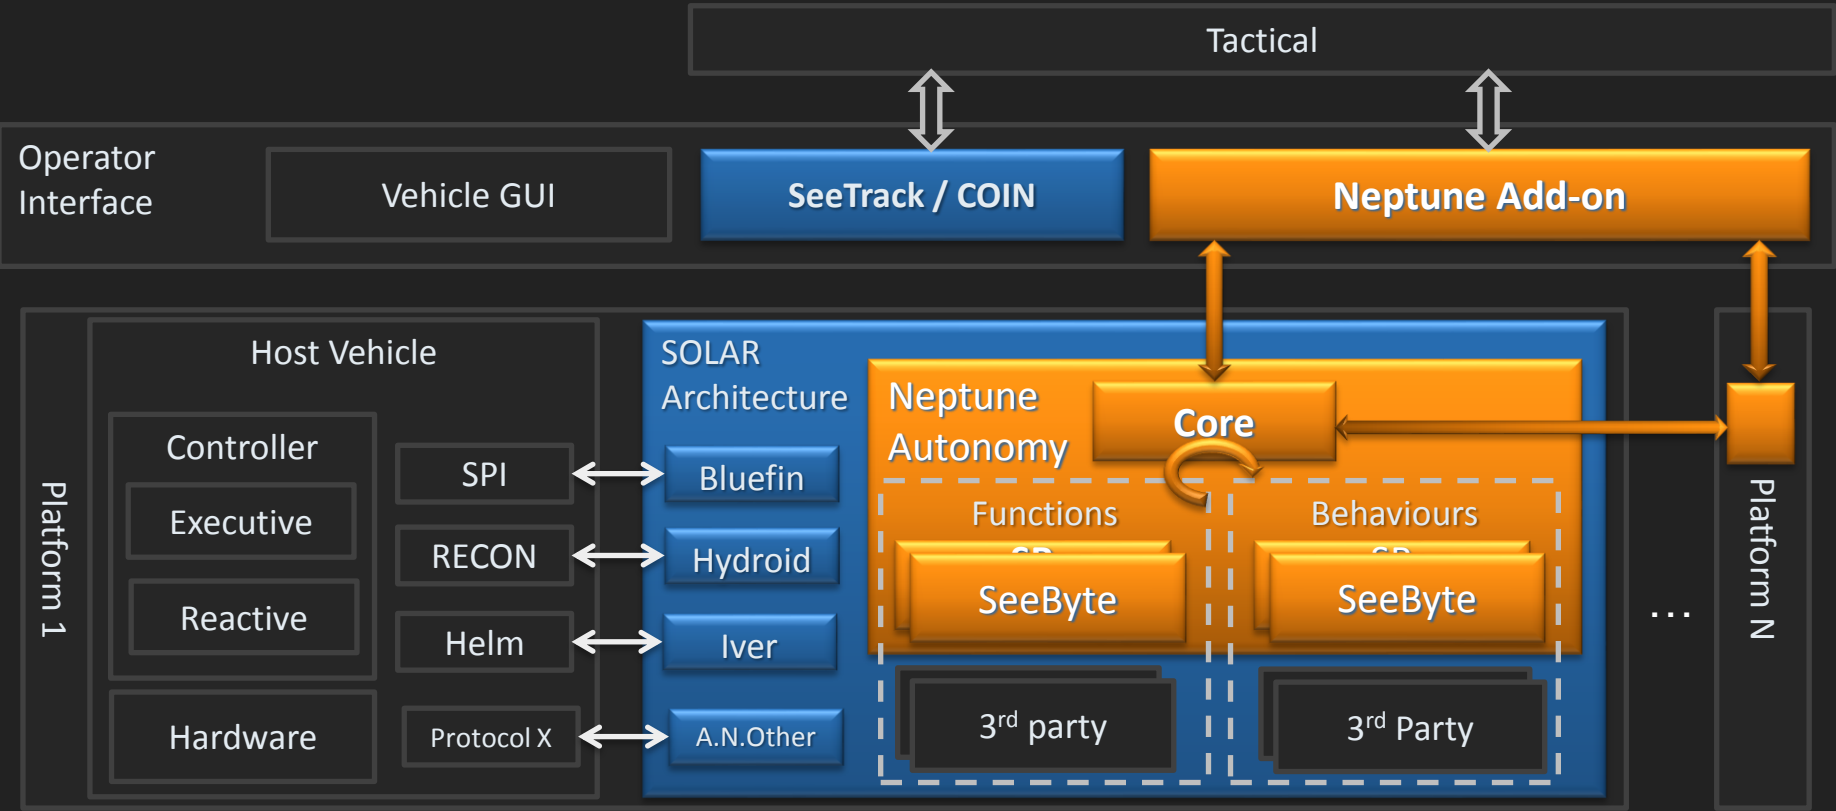 Tactical
Operator
Interface
Vehicle GUI
SeeTrack / COIN
Neptune Add-on
Platform 1
Host Vehicle
Controller
Executive
Reactive
Hardware
SPI
RECON
Helm
Protocol X
SOLAR
Architecture
Bluefin
Hydroid
Iver
A.N.Other
Neptune
Autonomy
Core
Functions
SeeByte
3rd party
Behaviours
SeeByte
3rd Party
...
Platform N